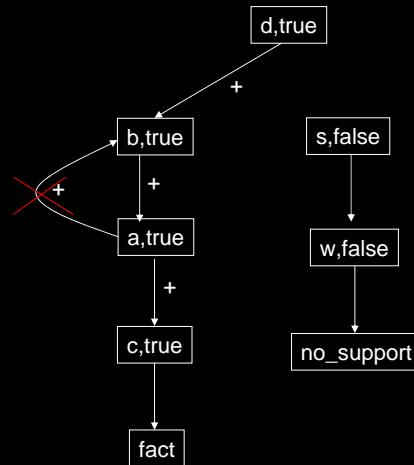 d,true
+
b,true
s,false
+
+
a,true
w,false
+
c,true
no_support
fact